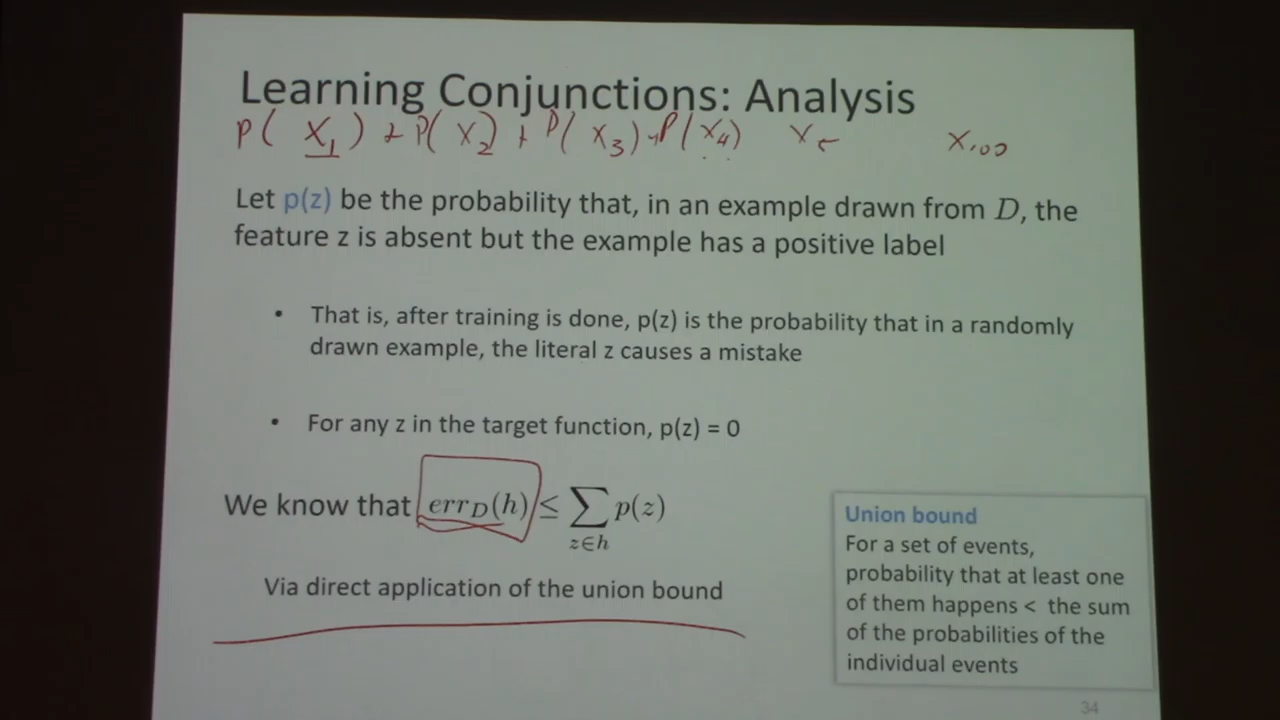 Learning Conjunctions: Analysis
P( x₁ ) + P( x₂ ) + P( x₃ ) + P( x₄ ) x₅ x₁₀₀
Let p(z) be the probability that, in an example drawn from D, the
feature z is absent but the example has a positive label
• That is, after training is done, p(z) is the probability that in a randomly
drawn example, the literal z causes a mistake
• For any z in the target function, p(z) = 0
We know that err_D(h) ≤ ∑_{z∈h} p(z)
Via direct application of the union bound
Union bound
For a set of events,
probability that at least one
of them happens < the sum
of the probabilities of the
individual events
34